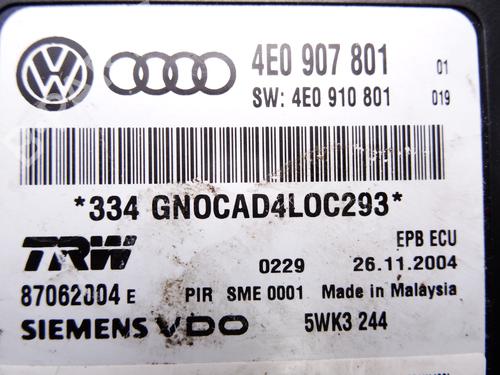 4E0 907 801 01
SW: 4E0 910 801 019
*334 GNOCAD4LOC293*
TRW EPB ECU
0229 26.11.2004
87062004 E PIR SME 0001 Made in Malaysia
SIEMENS VDO 5WK3 244